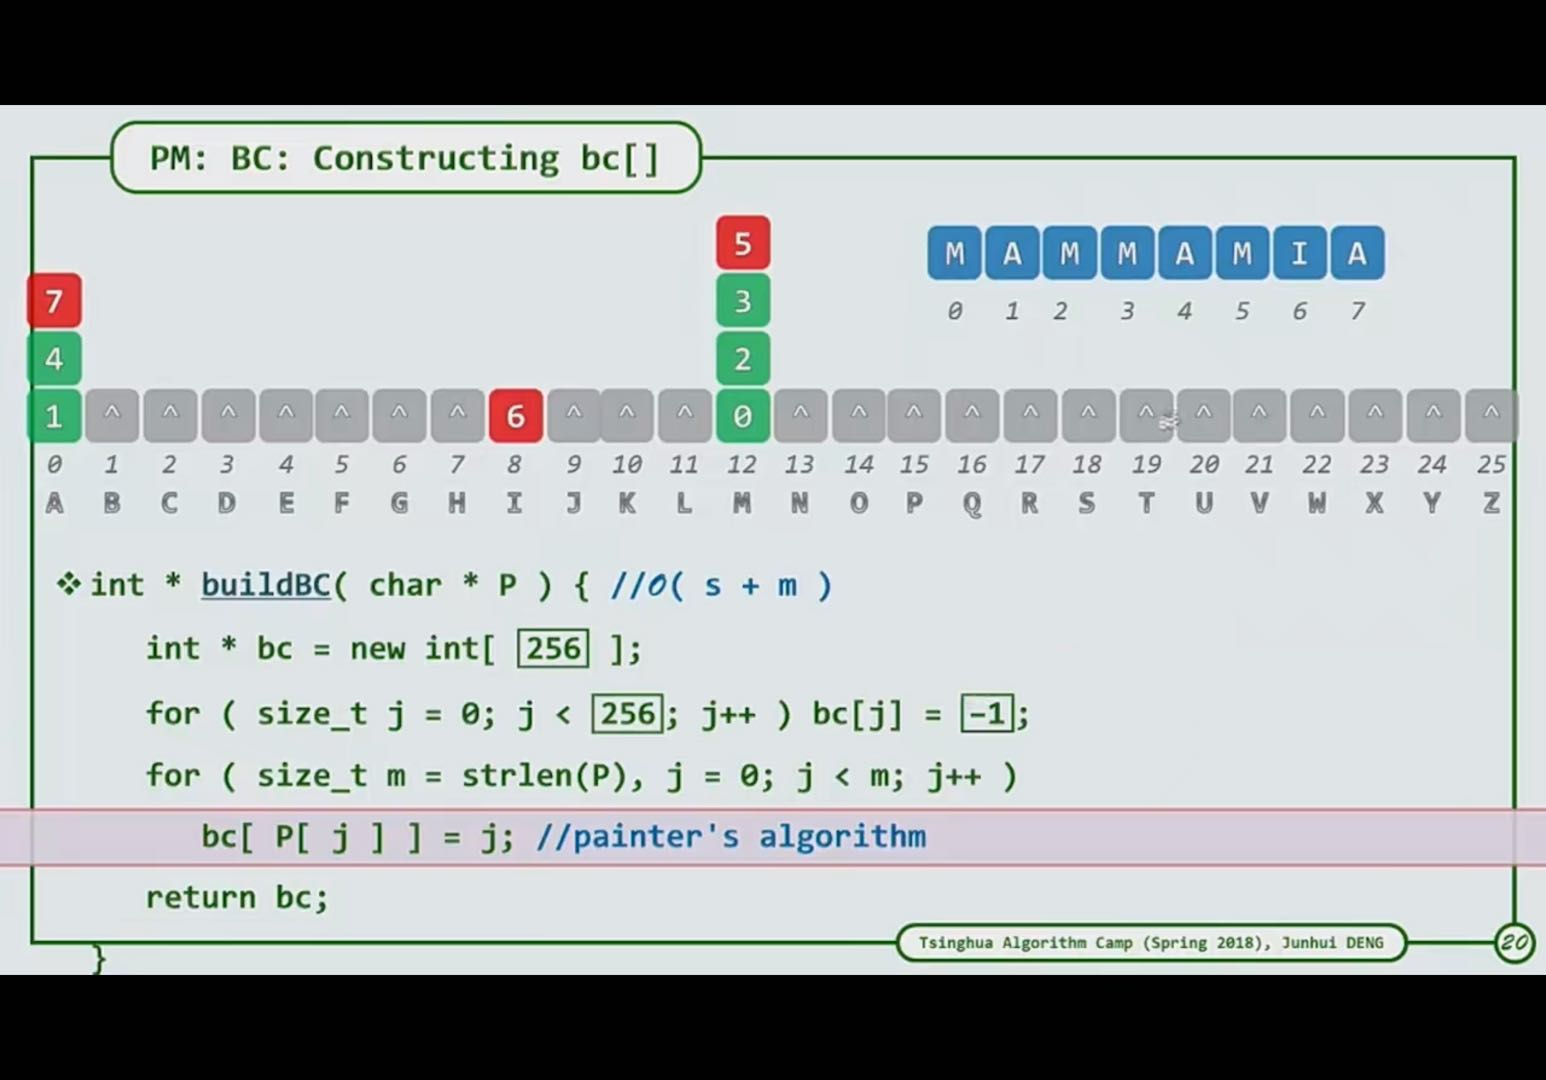 PM: BC: Constructing bc[]
5
M A M M A M I A
7 3
0 1 2 3 4 5 6 7
4 2
1 ^ ^ ^ ^ ^ ^ ^ 6 ^ ^ ^ 0 ^ ^ ^ ^ ^ ^ ^ ^ ^ ^ ^ ^ ^
0 1 2 3 4 5 6 7 8 9 10 11 12 13 14 15 16 17 18 19 20 21 22 23 24 25
A B C D E F G H I J K L M N O P Q R S T U V W X Y Z
❖ int * buildBC( char * P ) { //O( s + m )
int * bc = new int[ 256 ];
for ( size_t j = 0; j < 256; j++ ) bc[j] = -1;
for ( size_t m = strlen(P), j = 0; j < m; j++ )
bc[ P[ j ] ] = j; //painter's algorithm
return bc;
}
Tsinghua Algorithm Camp (Spring 2018), Junhui DENG
20